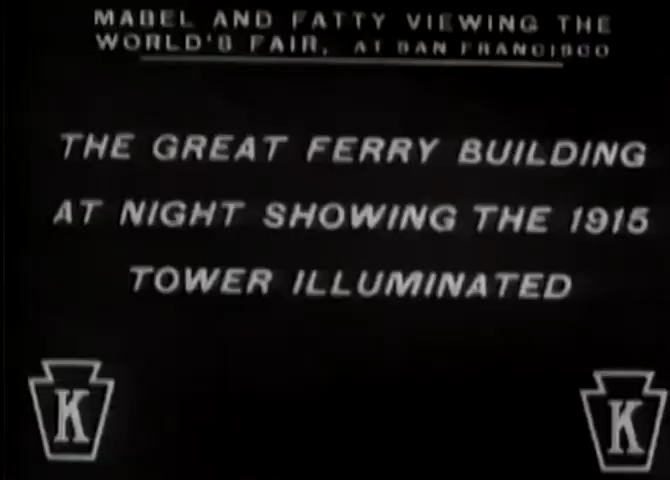 MABEL AND FATTY VIEWING THE
WORLD'S FAIR, AT SAN FRANCISCO
THE GREAT FERRY BUILDING
AT NIGHT SHOWING THE 1915
TOWER ILLUMINATED
K K